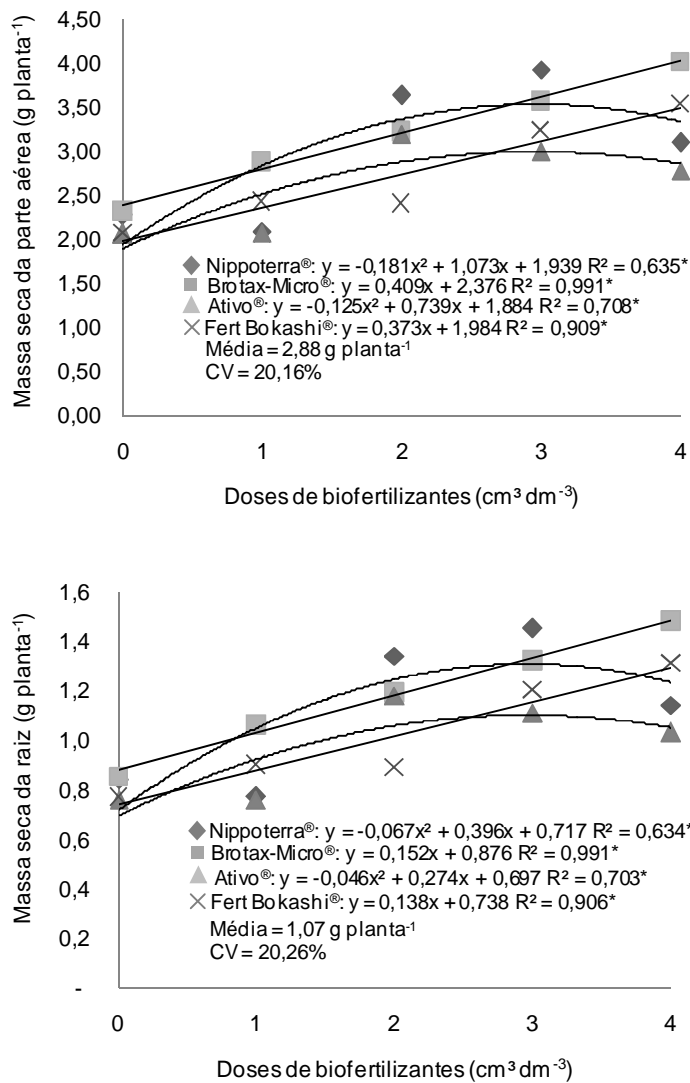 Massa seca da parte aérea (g planta⁻¹)
4,50
4,00
3,50
3,00
2,50
2,00
1,50
1,00
0,50
0,00
Nippoterra®: y = -0,181x² + 1,073x + 1,939 R² = 0,635*
Brotax-Micro®: y = 0,409x + 2,376 R² = 0,991*
Ativo®: y = -0,125x² + 0,739x + 1,884 R² = 0,708*
Fert Bokashi®: y = 0,373x + 1,984 R² = 0,909*
Média = 2,88 g planta⁻¹
CV = 20,16%
0 1 2 3 4
Doses de biofertilizantes (cm³ dm⁻³)
Massa seca da raiz (g planta⁻¹)
1,6
1,4
1,2
1,0
0,8
0,6
0,4
0,2
-
Nippoterra®: y = -0,067x² + 0,396x + 0,717 R² = 0,634*
Brotax-Micro®: y = 0,152x + 0,876 R² = 0,991*
Ativo®: y = -0,046x² + 0,274x + 0,697 R² = 0,703*
Fert Bokashi®: y = 0,138x + 0,738 R² = 0,906*
Média = 1,07 g planta⁻¹
CV = 20,26%
0 1 2 3 4
Doses de biofertilizantes (cm³ dm⁻³)